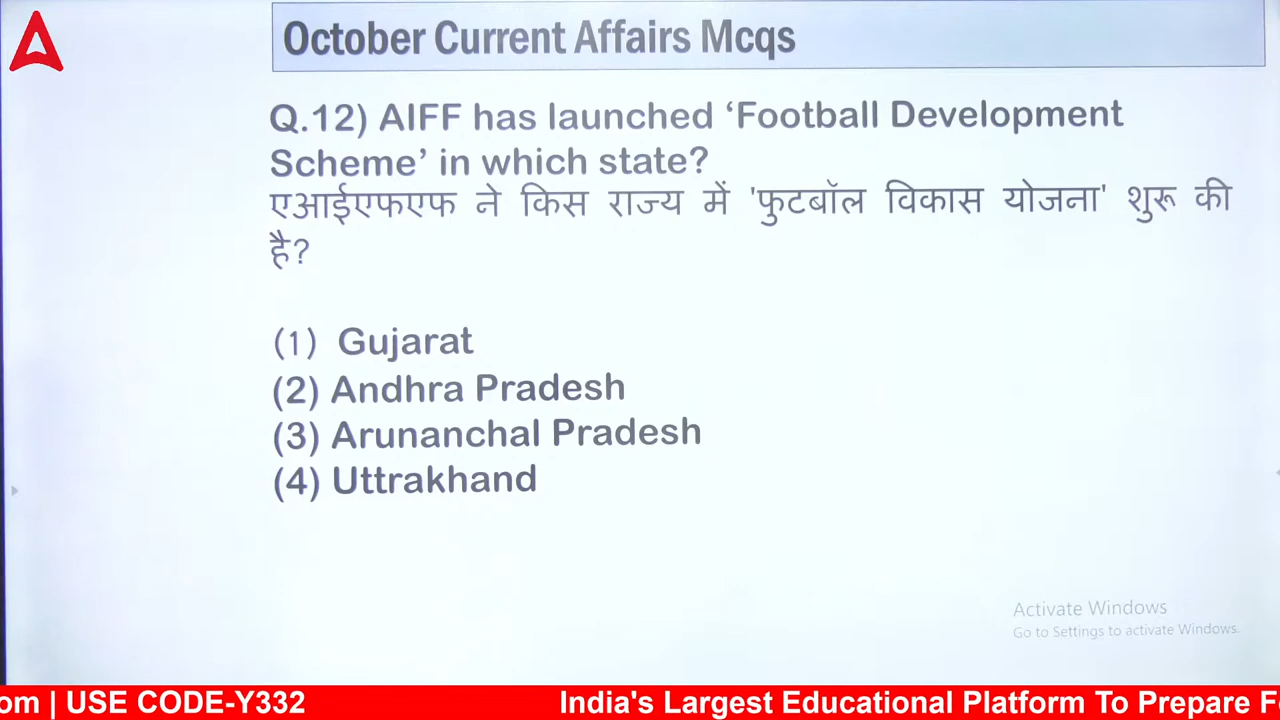 October Current Affairs Mcqs
Q.12) AIFF has launched ‘Football Development
Scheme’ in which state?
एआईएफएफ ने किस राज्य में 'फुटबॉल विकास योजना' शुरू की
है?
(1) Gujarat
(2) Andhra Pradesh
(3) Arunanchal Pradesh
(4) Uttrakhand
Activate Windows
Go to Settings to activate Windows.
om | USE CODE-Y332 India's Largest Educational Platform To Prepare F